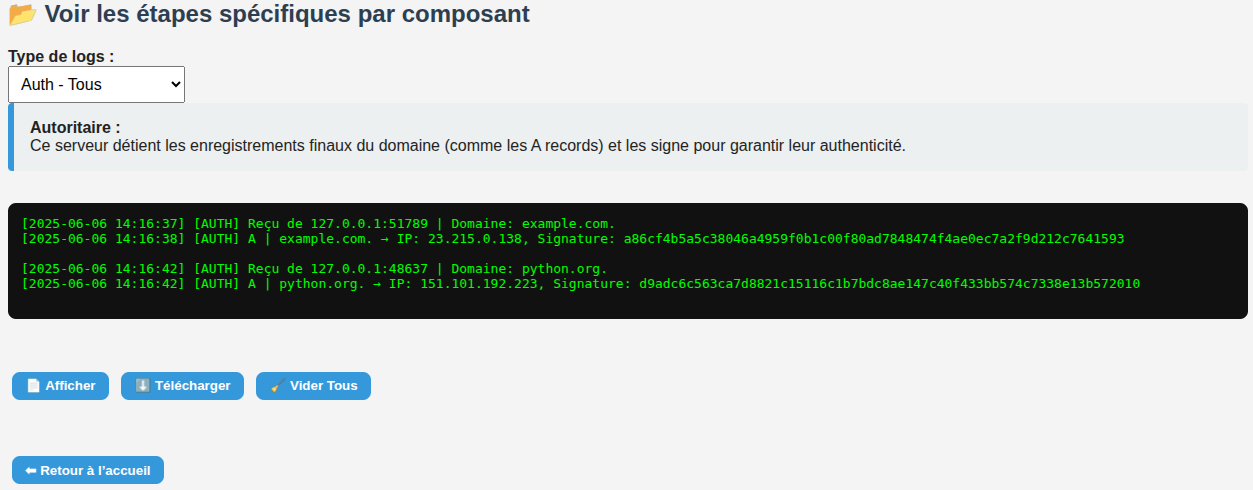 📂 Voir les étapes spécifiques par composant
Type de logs :
Auth - Tous
Autoritaire :
Ce serveur détient les enregistrements finaux du domaine (comme les A records) et les signe pour garantir leur authenticité.
[2025-06-06 14:16:37] [AUTH] Reçu de 127.0.0.1:51789 | Domaine: example.com.
[2025-06-06 14:16:38] [AUTH] A | example.com. → IP: 23.215.0.138, Signature: a86cf4b5a5c38046a4959f0b1c00f80ad7848474f4ae0ec7a2f9d212c7641593
[2025-06-06 14:16:42] [AUTH] Reçu de 127.0.0.1:48637 | Domaine: python.org.
[2025-06-06 14:16:42] [AUTH] A | python.org. → IP: 151.101.192.223, Signature: d9adc6c563ca7d8821c15116c1b7bdc8ae147c40f433bb574c7338e13b572010
📄 Afficher ⬇️ Télécharger 🧹 Vider Tous
⬅ Retour à l'accueil